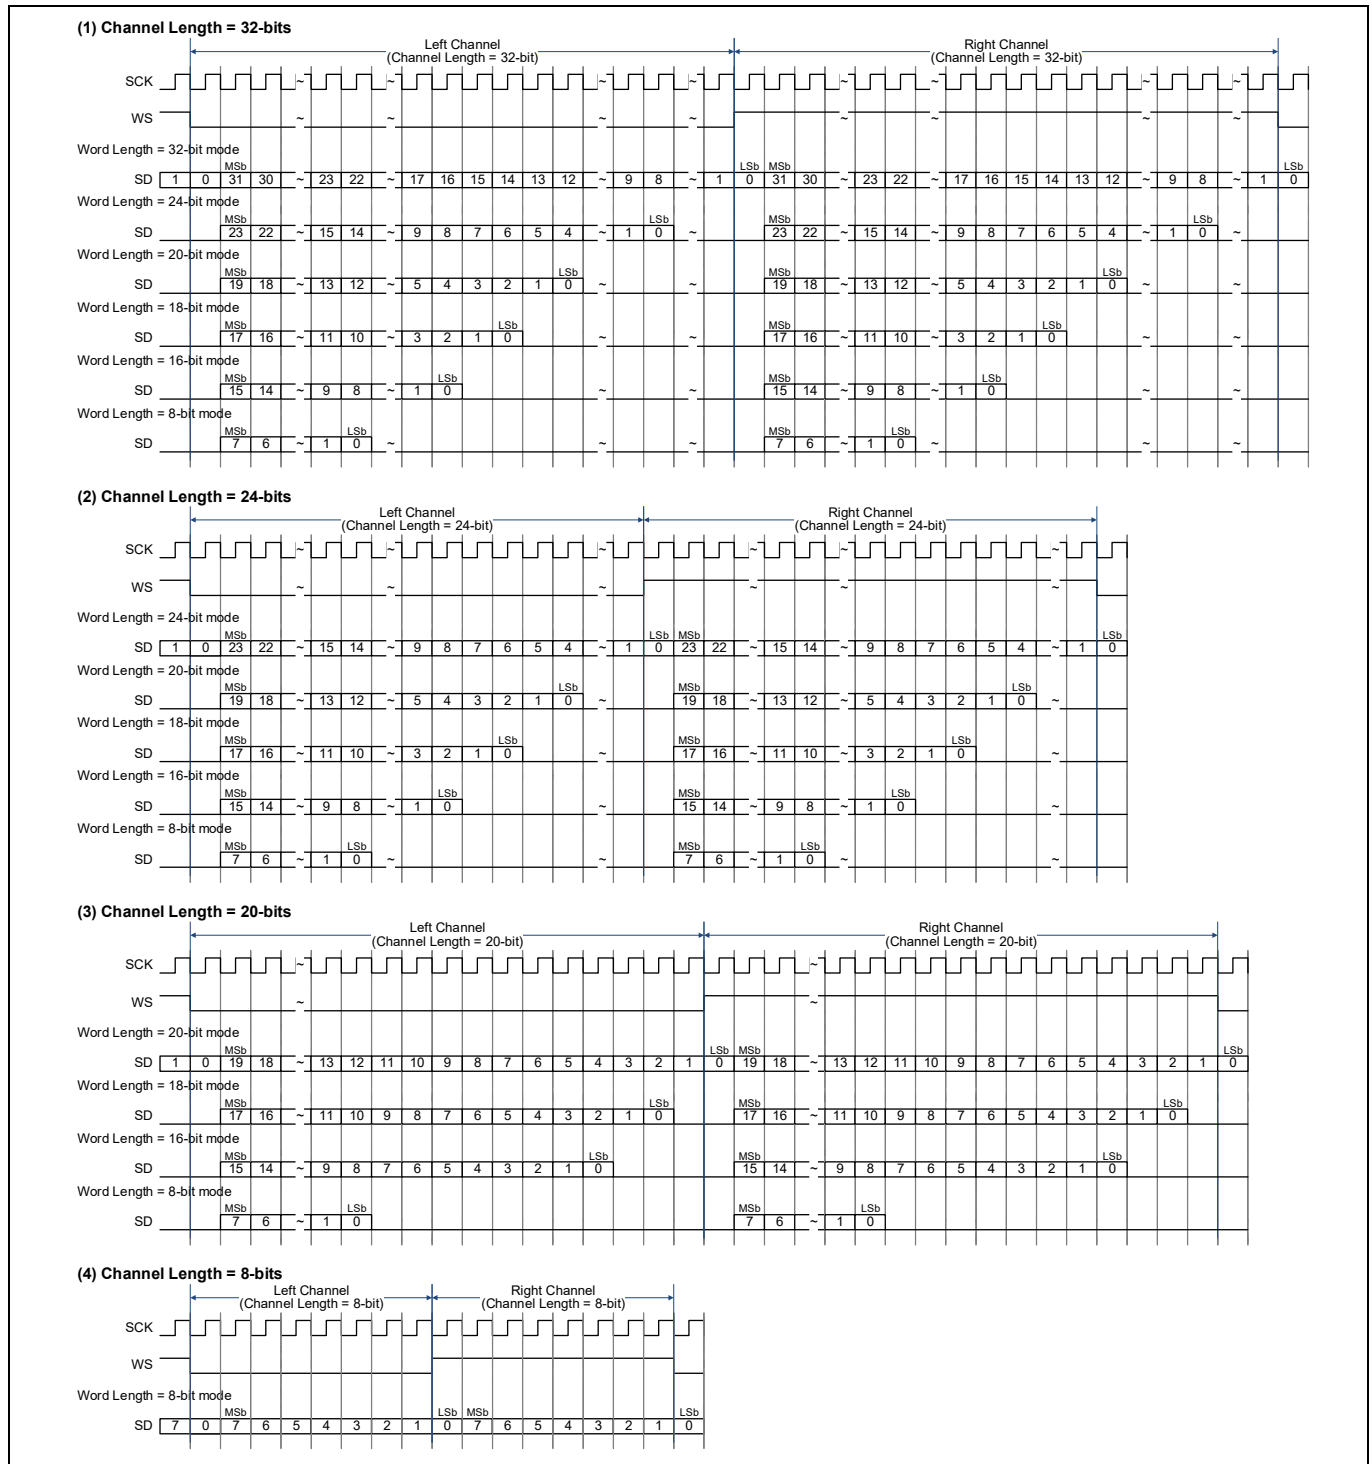 (1) Channel Length = 32-bits
Left Channel Right Channel
(Channel Length = 32-bit) (Channel Length = 32-bit)
SCK ~ ~ ~ ~ ~ ~ ~ ~
WS ~ ~ ~ ~ ~ ~ ~ ~
Word Length = 32-bit mode
MSb LSb MSb LSb
SD 1 0 31 30 ~ 23 22 ~ 17 16 15 14 13 12 ~ 9 8 ~ 1 0 31 30 ~ 23 22 ~ 17 16 15 14 13 12 ~ 9 8 ~ 1 0
Word Length = 24-bit mode
MSb LSb MSb LSb
SD 23 22 ~ 15 14 ~ 9 8 7 6 5 4 ~ 1 0 ~ 23 22 ~ 15 14 ~ 9 8 7 6 5 4 ~ 1 0 ~
Word Length = 20-bit mode
MSb LSb MSb LSb
SD 19 18 ~ 13 12 ~ 5 4 3 2 1 0 ~ ~ 19 18 ~ 13 12 ~ 5 4 3 2 1 0 ~ ~
Word Length = 18-bit mode
MSb LSb MSb LSb
SD 17 16 ~ 11 10 ~ 3 2 1 0 ~ ~ 17 16 ~ 11 10 ~ 3 2 1 0 ~ ~
Word Length = 16-bit mode
MSb LSb MSb LSb
SD 15 14 ~ 9 8 ~ 1 0 ~ ~ 15 14 ~ 9 8 ~ 1 0 ~ ~
Word Length = 8-bit mode
MSb LSb MSb LSb
SD 7 6 ~ 1 0 ~ ~ ~ 7 6 ~ 1 0 ~ ~ ~
(2) Channel Length = 24-bits
Left Channel Right Channel
(Channel Length = 24-bit) (Channel Length = 24-bit)
SCK ~ ~ ~ ~ ~ ~
WS ~ ~ ~ ~ ~ ~
Word Length = 24-bit mode
MSb LSb MSb LSb
SD 1 0 23 22 ~ 15 14 ~ 9 8 7 6 5 4 ~ 1 0 23 22 ~ 15 14 ~ 9 8 7 6 5 4 ~ 1 0
Word Length = 20-bit mode
MSb LSb MSb LSb
SD 19 18 ~ 13 12 ~ 5 4 3 2 1 0 ~ 19 18 ~ 13 12 ~ 5 4 3 2 1 0 ~
Word Length = 18-bit mode
MSb LSb MSb LSb
SD 17 16 ~ 11 10 ~ 3 2 1 0 ~ 17 16 ~ 11 10 ~ 3 2 1 0 ~
Word Length = 16-bit mode
MSb LSb MSb LSb
SD 15 14 ~ 9 8 ~ 1 0 ~ 15 14 ~ 9 8 ~ 1 0 ~
Word Length = 8-bit mode
MSb LSb MSb LSb
SD 7 6 ~ 1 0 ~ ~ 7 6 ~ 1 0 ~ ~
(3) Channel Length = 20-bits
Left Channel Right Channel
(Channel Length = 20-bit) (Channel Length = 20-bit)
SCK ~ ~
WS ~ ~
Word Length = 20-bit mode
MSb LSb MSb LSb
SD 1 0 19 18 ~ 13 12 11 10 9 8 7 6 5 4 3 2 1 0 19 18 ~ 13 12 11 10 9 8 7 6 5 4 3 2 1 0
Word Length = 18-bit mode
MSb LSb MSb LSb
SD 17 16 ~ 11 10 9 8 7 6 5 4 3 2 1 0 17 16 ~ 11 10 9 8 7 6 5 4 3 2 1 0
Word Length = 16-bit mode
MSb LSb MSb LSb
SD 15 14 ~ 9 8 7 6 5 4 3 2 1 0 15 14 ~ 9 8 7 6 5 4 3 2 1 0
Word Length = 8-bit mode
MSb LSb MSb LSb
SD 7 6 ~ 1 0 7 6 ~ 1 0
(4) Channel Length = 8-bits
Left Channel Right Channel
(Channel Length = 8-bit) (Channel Length = 8-bit)
SCK
WS
Word Length = 8-bit mode
MSb LSb MSb LSb
SD 7 0 7 6 5 4 3 2 1 0 7 6 5 4 3 2 1 0